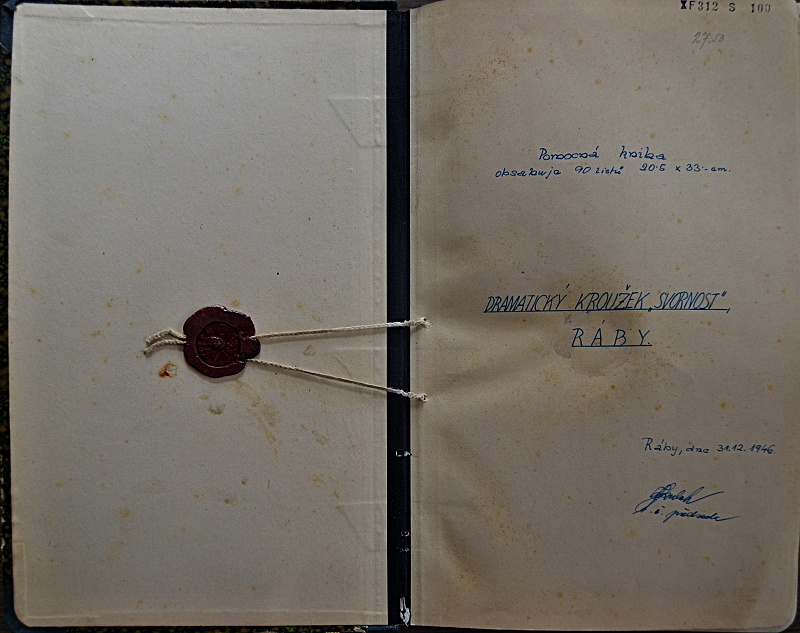 XF312 S 100
27.50
Pomocná kniha
obsahuje 90 listů 20·5 x 33·-cm.
DRAMATICKÝ KROUŽEK „SVORNOST“,
RÁBY.
Ráby, dne 31.12.1946
t. č. předseda